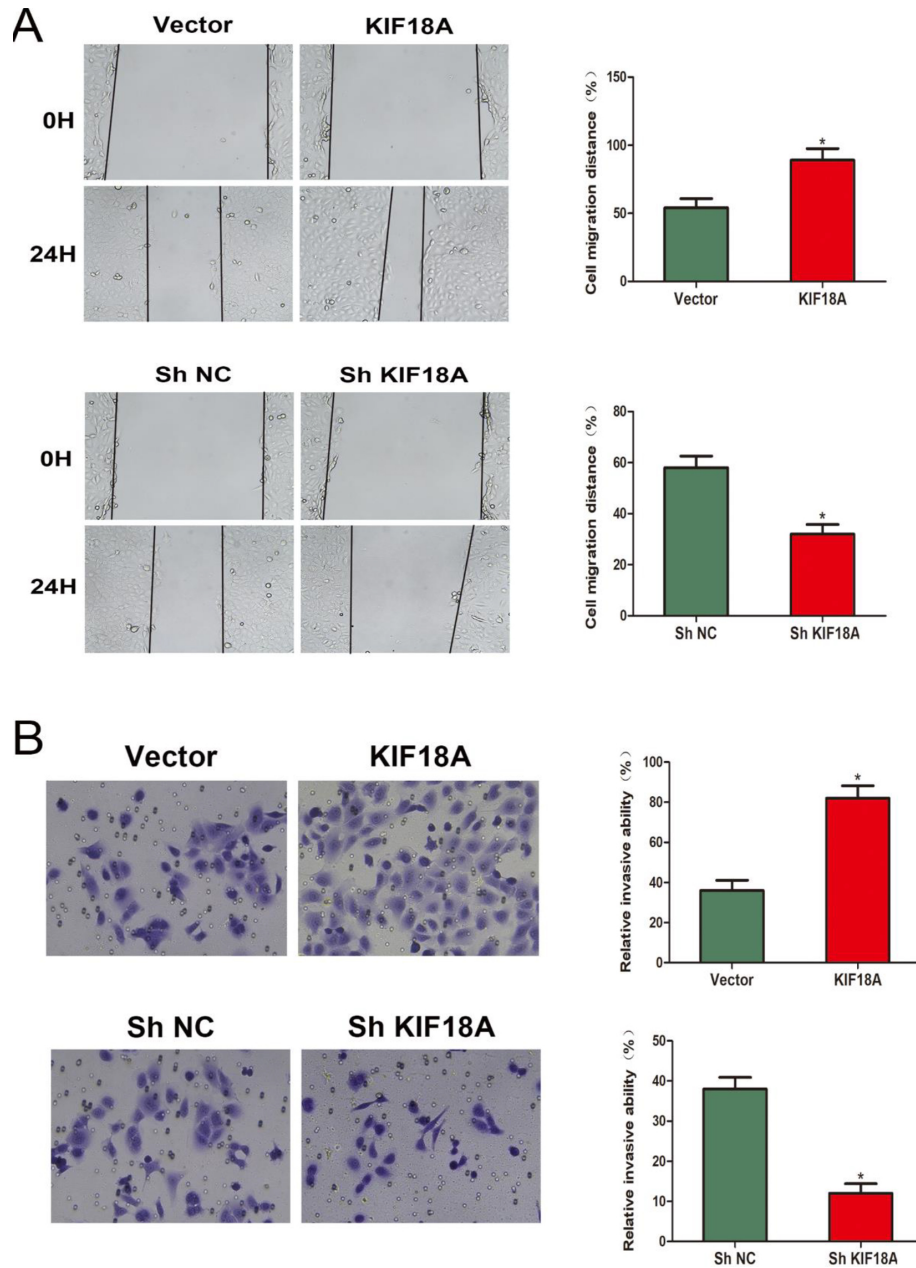 A
Vector KIF18A
0H
24H
Cell migration distance（%）
150
100
50
0
*
Vector KIF18A
Sh NC Sh KIF18A
0H
24H
Cell migration distance（%）
80
60
40
20
0
*
Sh NC Sh KIF18A
B
Vector KIF18A
Relative invasive ability（%）
100
80
60
40
20
0
*
Vector KIF18A
Sh NC Sh KIF18A
Relative invasive ability（%）
50
40
30
20
10
0
*
Sh NC Sh KIF18A